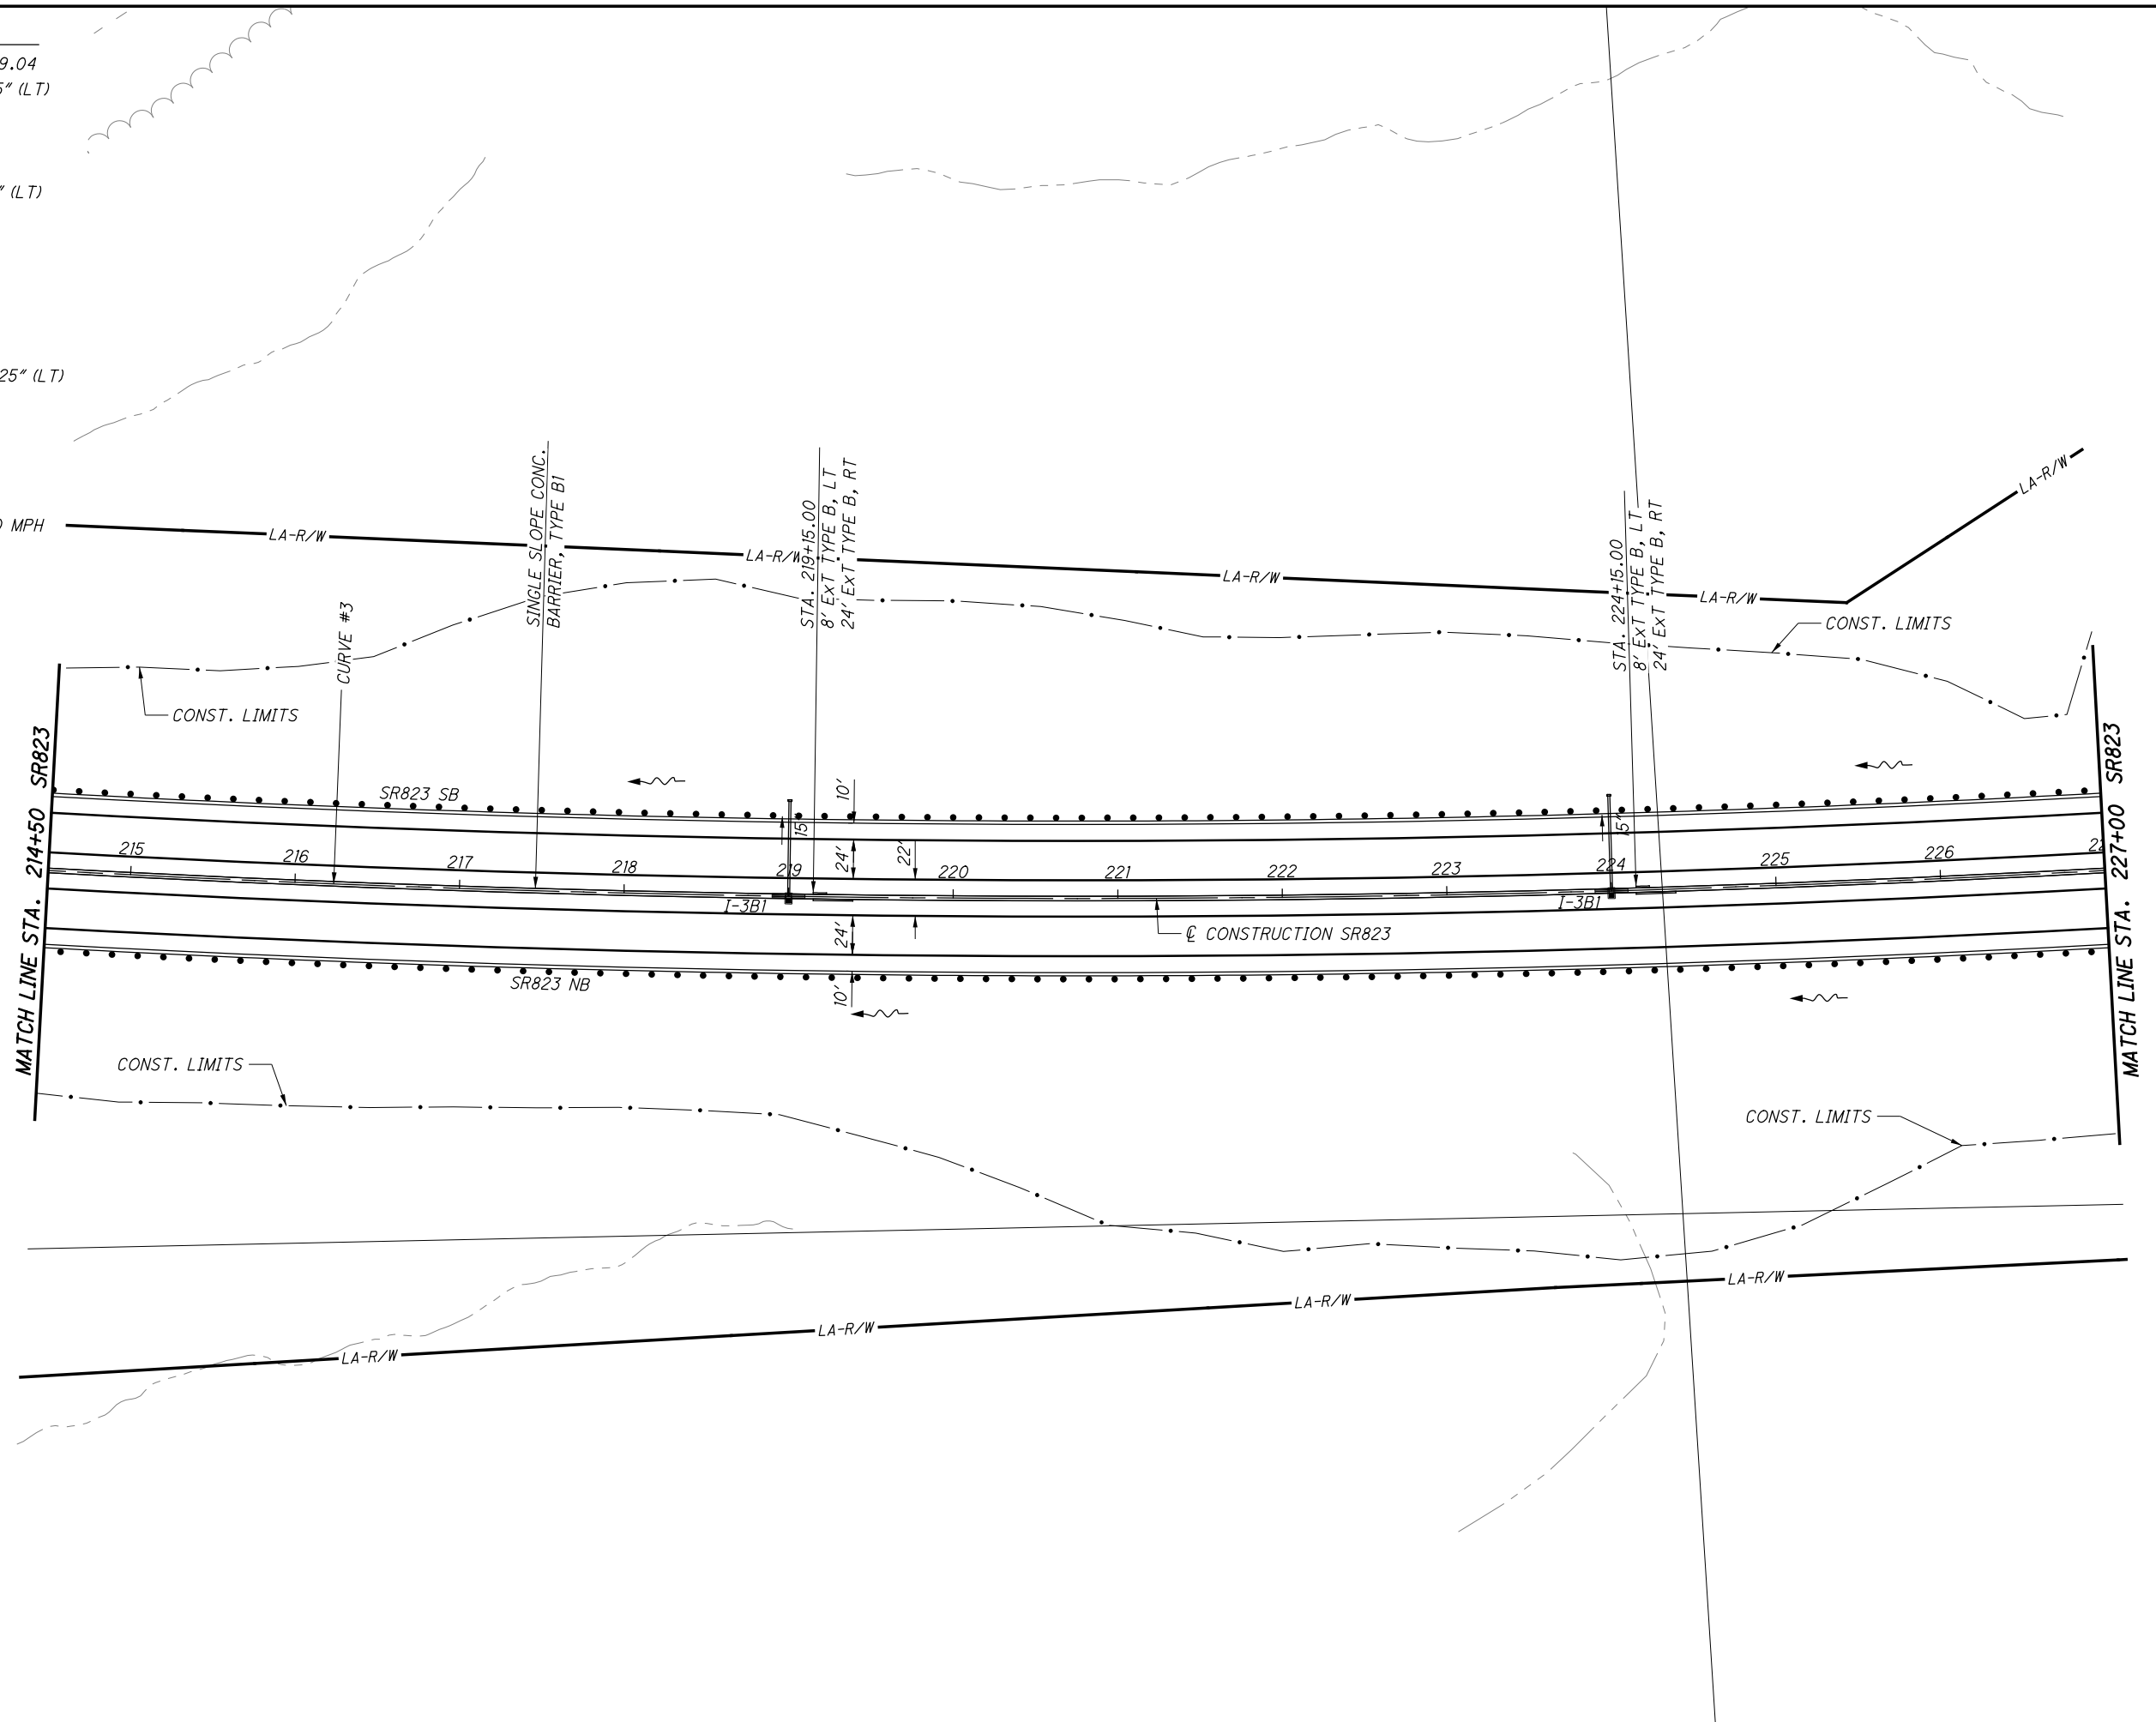 9.04
5" (LT)
" (LT)
25" (LT)
MPH
LA-R/W
LA-R/W
LA-R/W
LA-R/W
LA-R/W
CURVE #3
SINGLE SLOPE CONC.
BARRIER, TYPE B1
STA. 219+15.00
8' EXT TYPE B, LT
24' EXT TYPE B, RT
STA. 224+15.00
8' EXT TYPE B, LT
24' EXT TYPE B, RT
CONST. LIMITS
CONST. LIMITS
MATCH LINE STA. 214+50 SR823
MATCH LINE STA. 227+00 SR823
SR823 SB
10'
15"
15"
24'
22'
215
216
217
218
219
220
221
222
223
224
225
226
22
I-3B1
I-3B1
24'
℄ CONSTRUCTION SR823
SR823 NB
10'
CONST. LIMITS
CONST. LIMITS
LA-R/W
LA-R/W
LA-R/W
LA-R/W